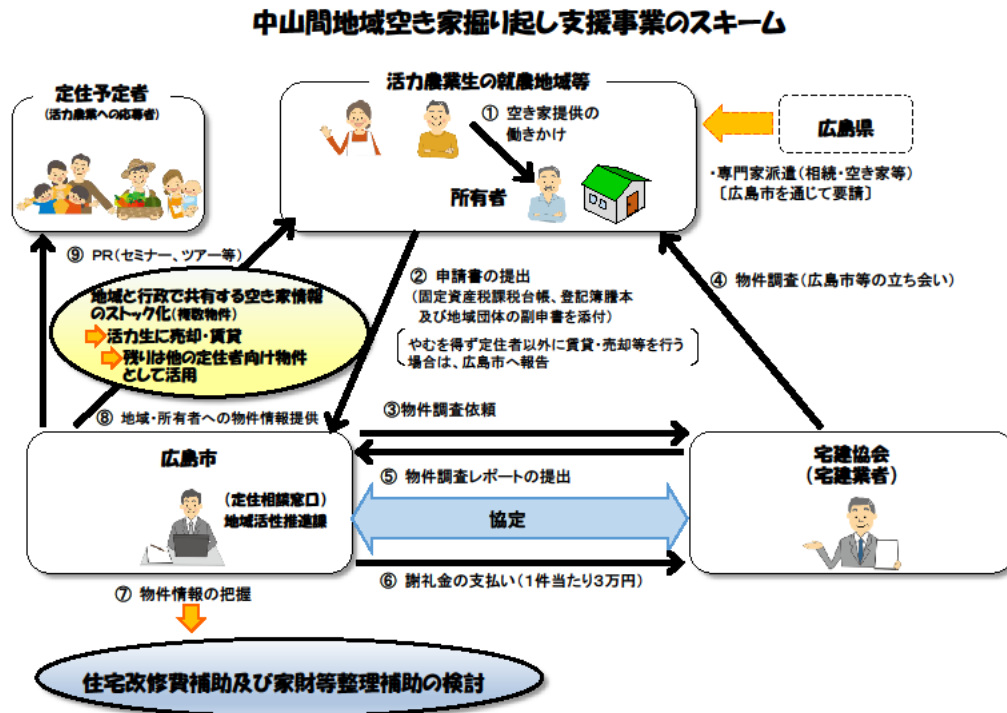 中山間地域空き家掘り起し支援事業のスキーム
定住予定者
(活力農業への応募者)
活力農業生の就農地域等
① 空き家提供の
働きかけ
所有者
広島県
・専門家派遣(相続・空き家等)
〔広島市を通じて要請〕
⑨ PR(セミナー、ツアー等)
② 申請書の提出
(固定資産税課税台帳、登記簿謄本
及び地域団体の副申書を添付)
やむを得ず定住者以外に賃貸・売却等を行う
場合は、広島市へ報告
④ 物件調査(広島市等の立ち会い)
地域と行政で共有する空き家情報
のストック化(複数物件)
活力生に売却・賃貸
残りは他の定住者向け物件
として活用
⑧ 地域・所有者への物件情報提供
③物件調査依頼
広島市
(定住相談窓口)
地域活性推進課
⑤ 物件調査レポートの提出
協定
宅建協会
(宅建業者)
⑥ 謝礼金の支払い(1件当たり3万円)
⑦ 物件情報の把握
住宅改修費補助及び家財等整理補助の検討